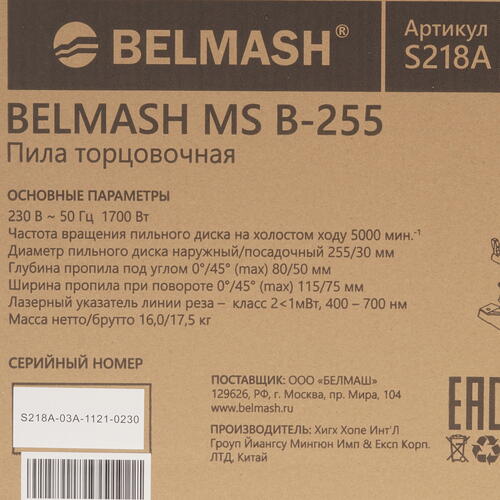 BELMASH®
Артикул
S218A
BELMASH MS B-255
Пила торцовочная
ОСНОВНЫЕ ПАРАМЕТРЫ
230 В ~ 50 Гц 1700 Вт
Частота вращения пильного диска на холостом ходу 5000 мин.⁻¹
Диаметр пильного диска наружный/посадочный 255/30 мм
Глубина пропила под углом 0°/45° (max) 80/50 мм
Ширина пропила при повороте 0°/45° (max) 115/75 мм
Лазерный указатель линии реза – класс 2<1мВт, 400 – 700 нм
Масса нетто/брутто 16,0/17,5 кг
СЕРИЙНЫЙ НОМЕР
S218A-03A-1121-0230
ПОСТАВЩИК: ООО «БЕЛМАШ»
129626, РФ, г. Москва, пр. Мира, 104
www.belmash.ru
ПРОИЗВОДИТЕЛЬ: Хигх Хопе Инт'Л
Гроуп Йиангсу Мингюн Имп & Експ Корп.
ЛТД, Китай
EAC